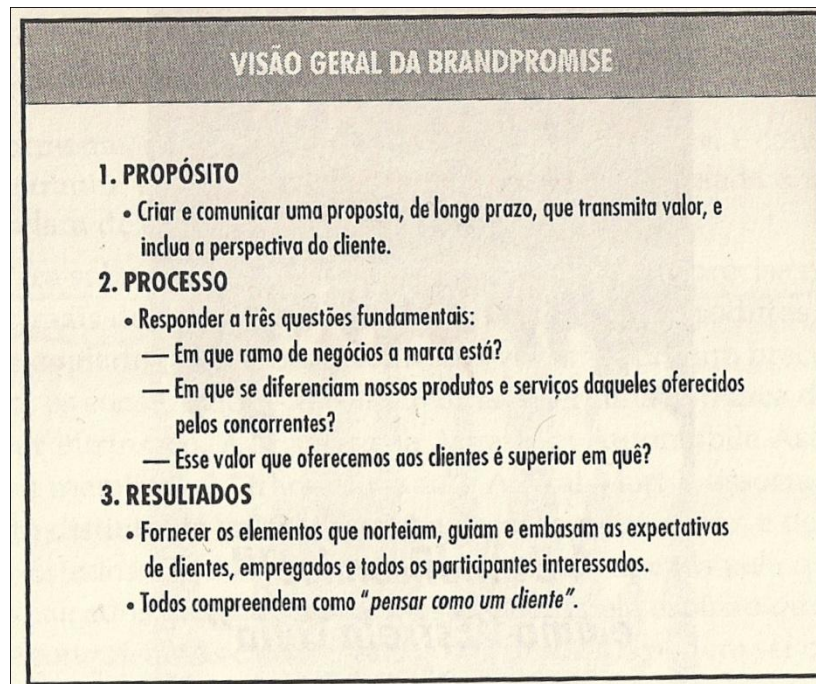 VISÃO GERAL DA BRANDPROMISE
1. PROPÓSITO
• Criar e comunicar uma proposta, de longo prazo, que transmita valor, e
inclua a perspectiva do cliente.
2. PROCESSO
• Responder a três questões fundamentais:
— Em que ramo de negócios a marca está?
— Em que se diferenciam nossos produtos e serviços daqueles oferecidos
pelos concorrentes?
— Esse valor que oferecemos aos clientes é superior em quê?
3. RESULTADOS
• Fornecer os elementos que norteiam, guiam e embasam as expectativas
de clientes, empregados e todos os participantes interessados.
• Todos compreendem como "pensar como um cliente".